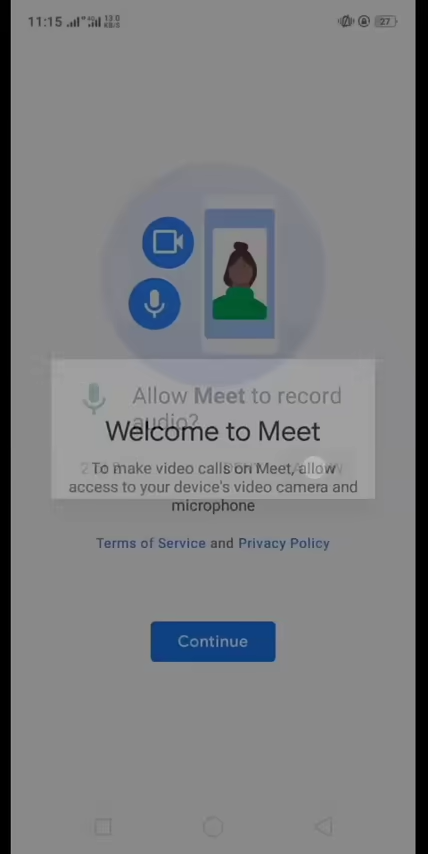 11:15
27
Allow Meet to record
audio?
Welcome to Meet
To make video calls on Meet, allow
access to your device's video camera and
microphone
Terms of Service and Privacy Policy
Continue